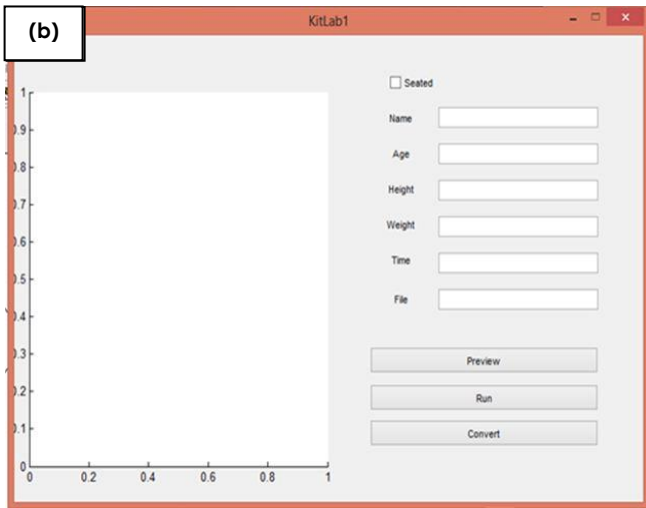 (b)
KitLab1
Seated
Name
Age
Height
Weight
Time
File
Preview
Run
Convert
1
0.9
0.8
0.7
0.6
0.5
0.4
0.3
0.2
0.1
0
0 0.2 0.4 0.6 0.8 1